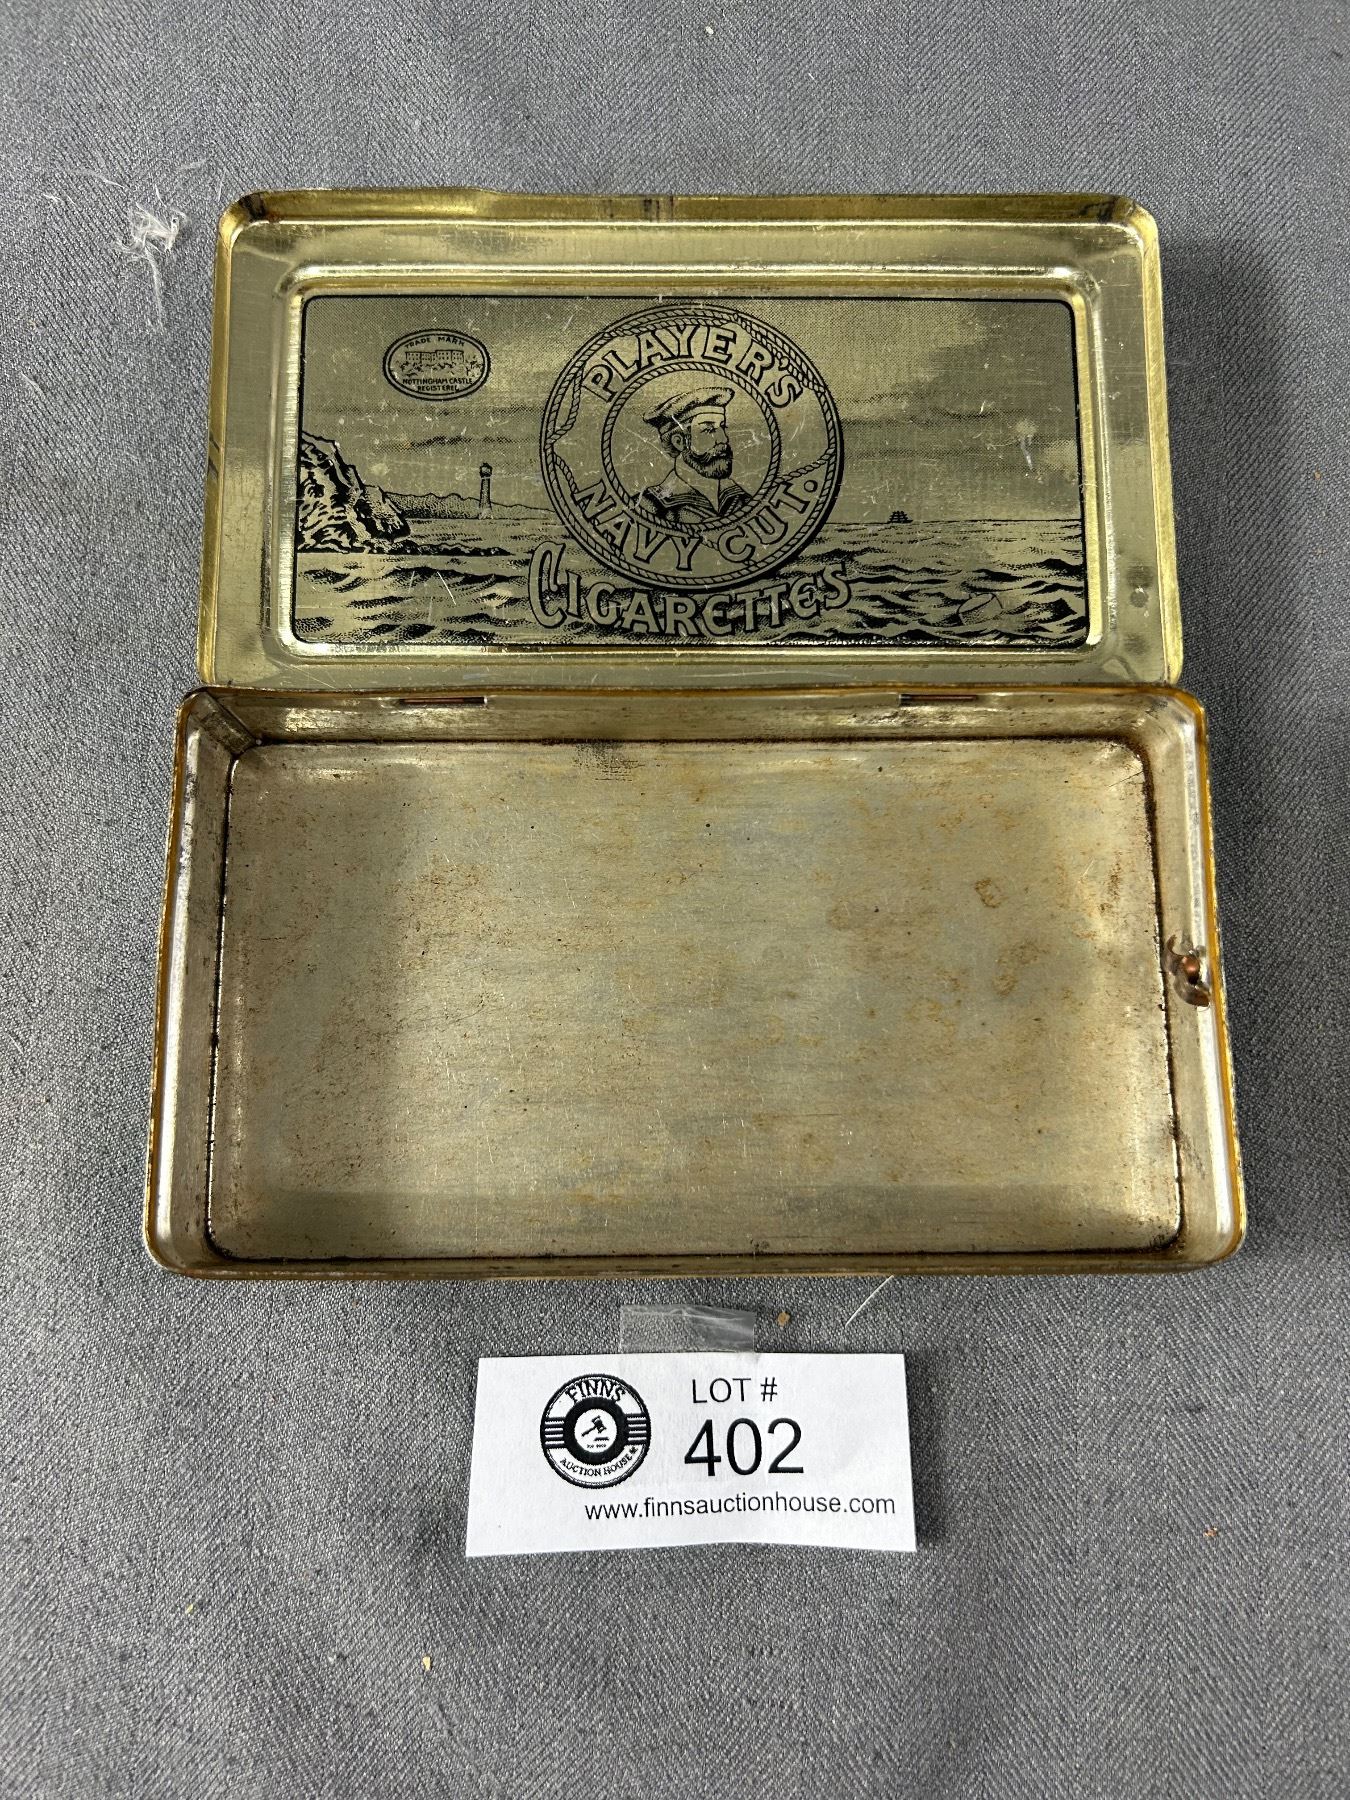 TRADE MARK
NOTTINGHAM CASTLE
REGISTERED
PLAYER'S
NAVY CUT.
CIGARETTES
FINNS
AUCTION HOUSE
LOT #
402
www.finnsauctionhouse.com